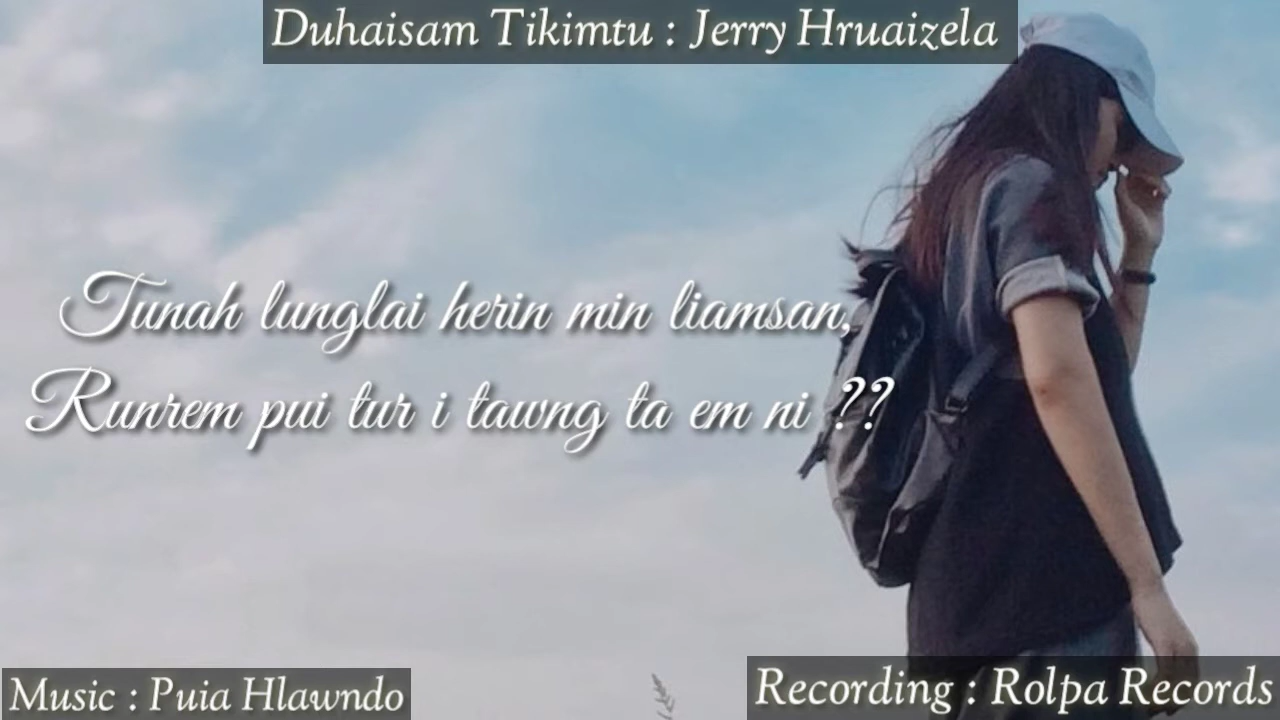 Duhaisam Tikimtu : Jerry Hruaizela
Tunah lunglai herin min liamsan,
Runrem pui tur i tawng ta em ni ??
Music : Puia Hlawndo
Recording : Rolpa Records